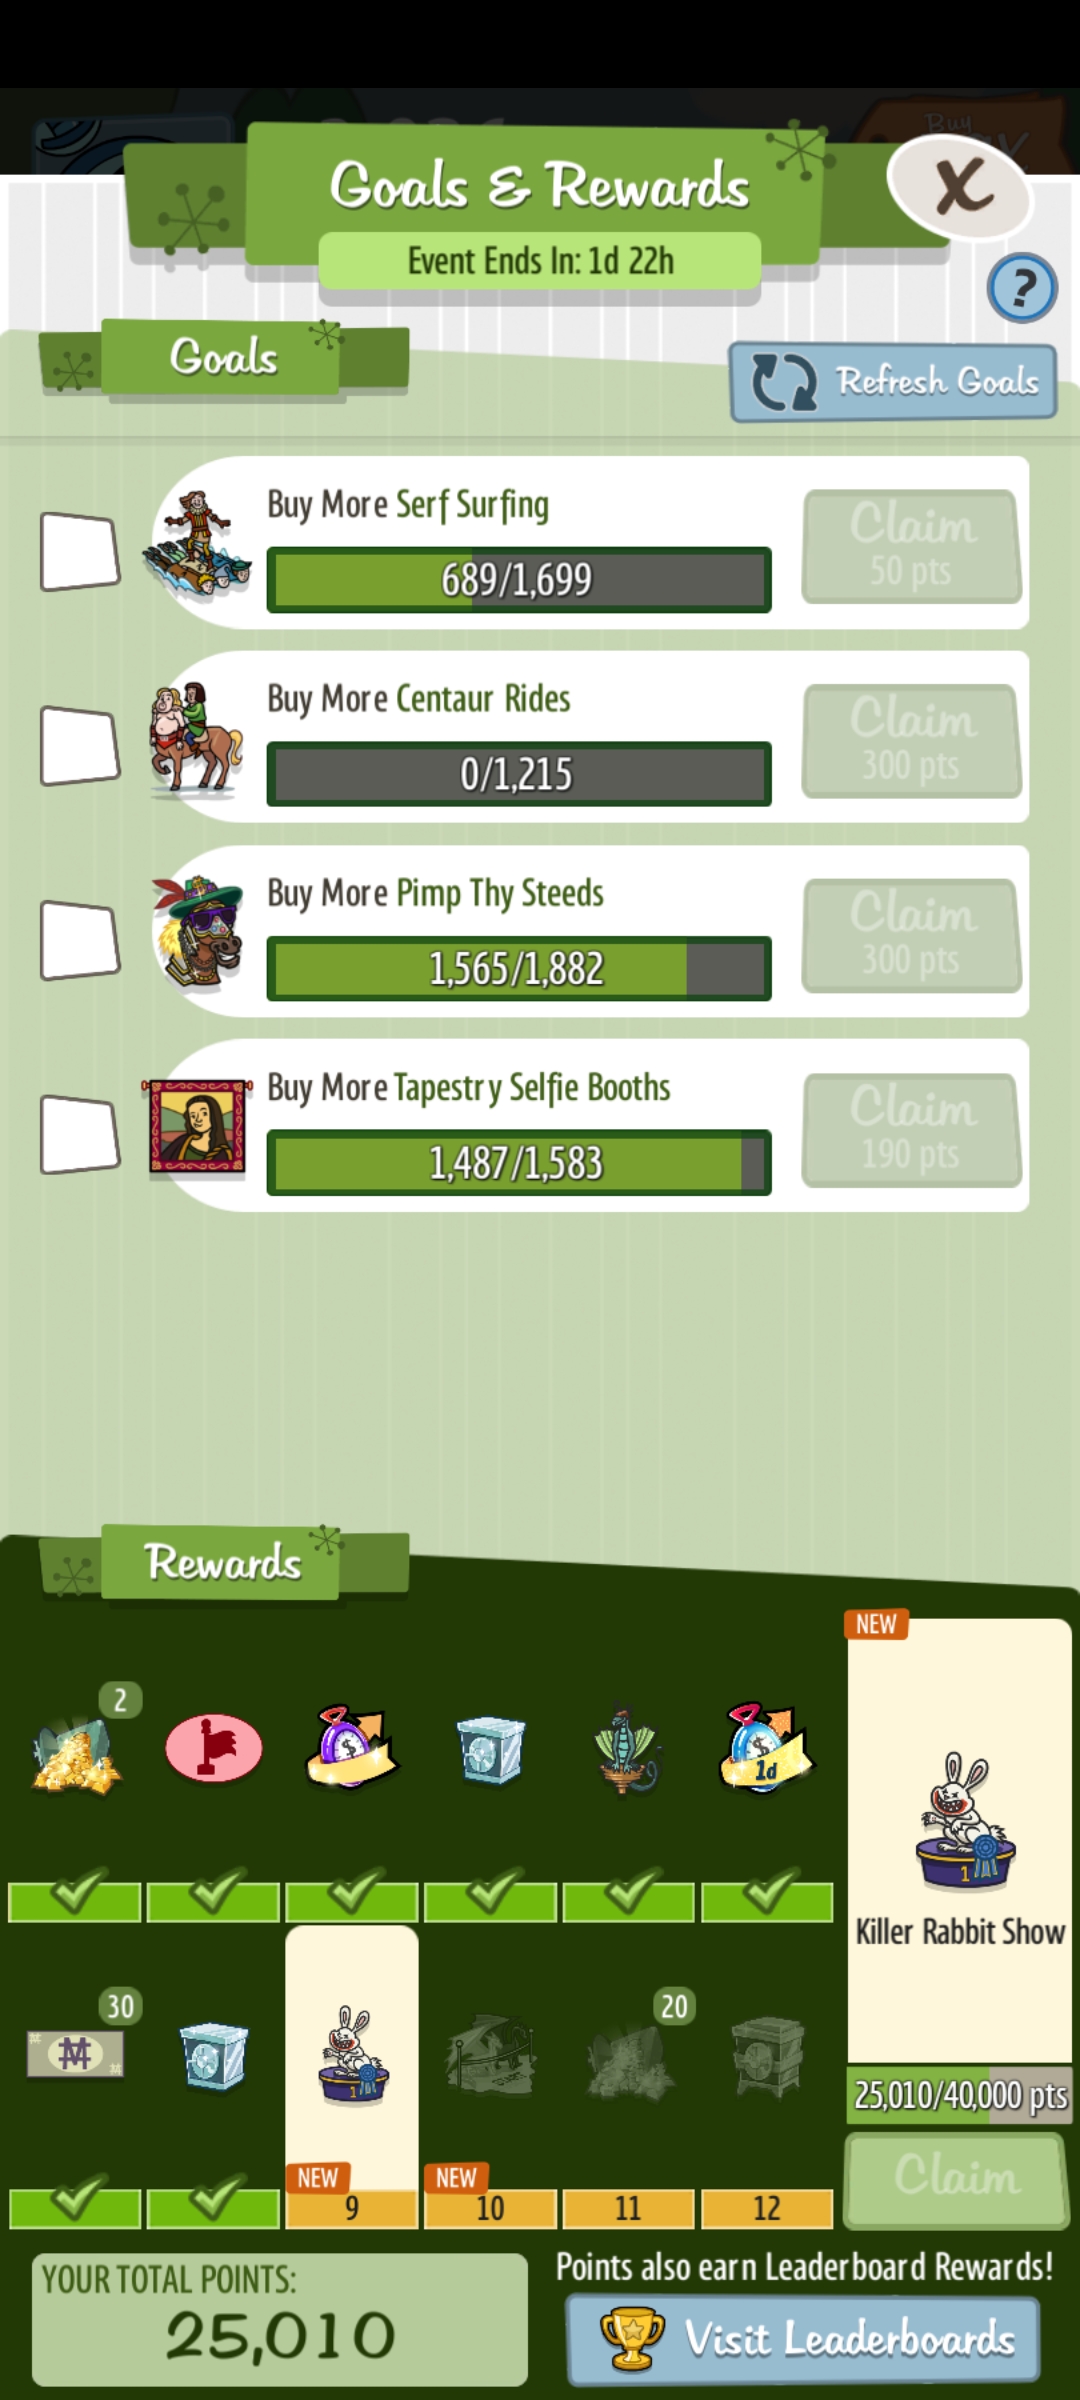 Buy
Goals & Rewards
X
Event Ends In: 1d 22h
?
Goals
Refresh Goals
Buy More Serf Surfing
689/1,699
Claim
50 pts
Buy More Centaur Rides
0/1,215
Claim
300 pts
Buy More Pimp Thy Steeds
1,565/1,882
Claim
300 pts
Buy More Tapestry Selfie Booths
1,487/1,583
Claim
190 pts
Rewards
NEW
2
$
$
1d
1
Killer Rabbit Show
30
20
1
25,010/40,000 pts
NEW
NEW
9
10
11
12
Claim
YOUR TOTAL POINTS:
25,010
Points also earn Leaderboard Rewards!
Visit Leaderboards